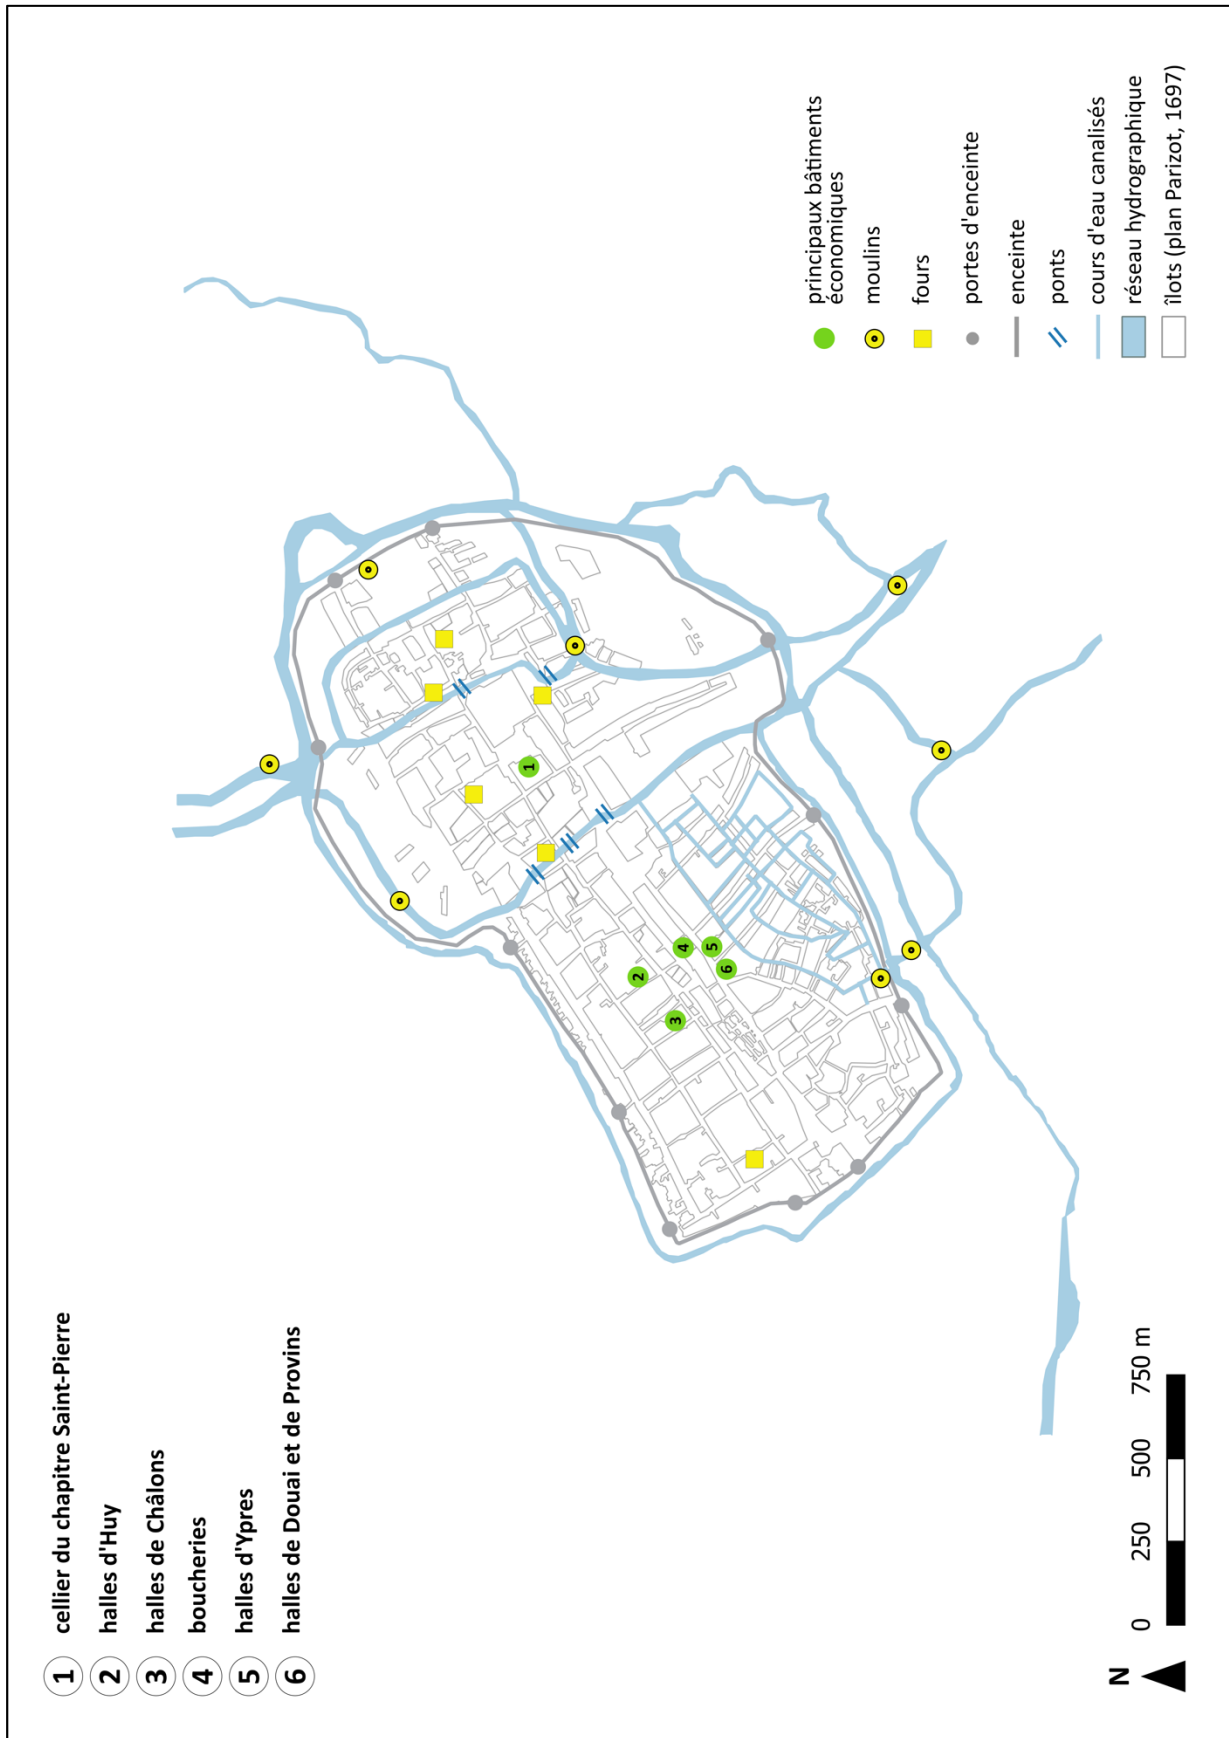 1 cellier du chapitre Saint-Pierre
2 halles d'Huy
3 halles de Châlons
4 boucheries
5 halles d'Ypres
6 halles de Douai et de Provins
1
2
3
4
5
6
principaux bâtiments
économiques
moulins
fours
portes d'enceinte
enceinte
ponts
cours d'eau canalisés
réseau hydrographique
îlots (plan Parizot, 1697)
N
0 250 500 750 m